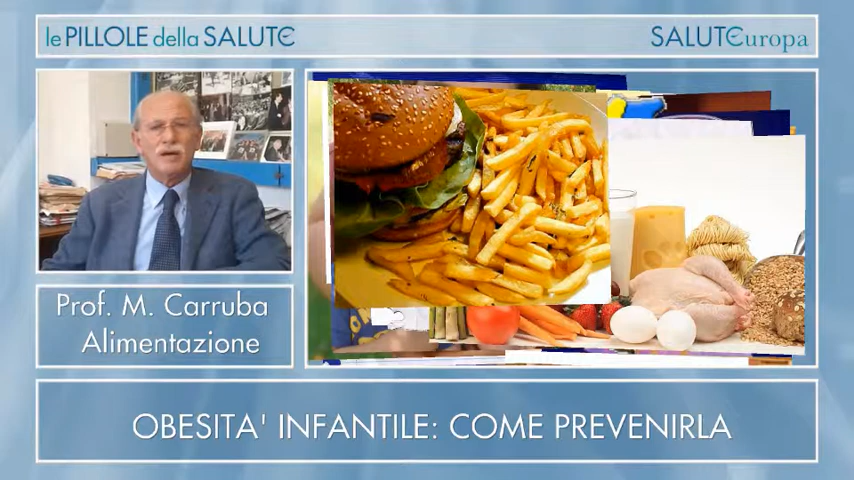 le PILLOLE della SALUTE
SALUTEuropa
Prof. M. Carruba
Alimentazione
OBESITA' INFANTILE: COME PREVENIRLA